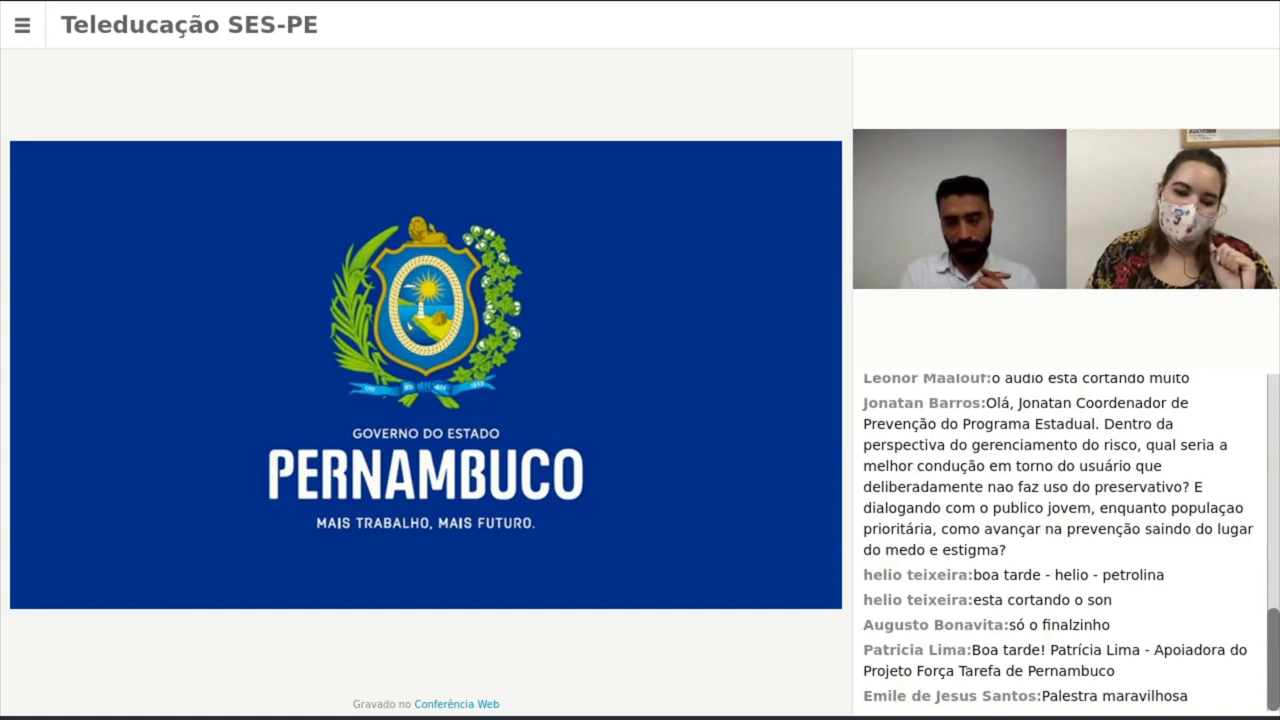 Teleducação SES-PE
GOVERNO DO ESTADO
PERNAMBUCO
MAIS TRABALHO, MAIS FUTURO.
Gravado no Conferência Web
Leonor Maalouf:o audio esta cortando muito
Jonatan Barros:Olá, Jonatan Coordenador de
Prevenção do Programa Estadual. Dentro da
perspectiva do gerenciamento do risco, qual seria a
melhor condução em torno do usuário que
deliberadamente nao faz uso do preservativo? E
dialogando com o publico jovem, enquanto populaçao
prioritária, como avançar na prevenção saindo do lugar
do medo e estigma?
helio teixeira:boa tarde - helio - petrolina
helio teixeira:esta cortando o son
Augusto Bonavita:só o finalzinho
Patricia Lima:Boa tarde! Patrícia Lima - Apoiadora do
Projeto Força Tarefa de Pernambuco
Emile de Jesus Santos:Palestra maravilhosa